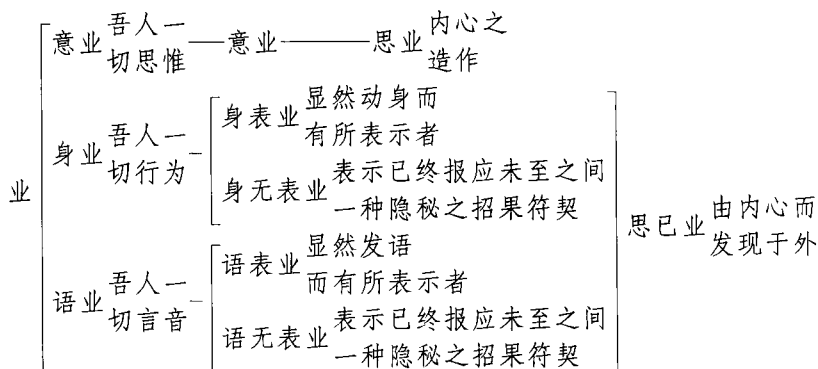 业
意业 吾人一
切思惟
意业
思业 内心之
造作
身业 吾人一
切行为
身表业 显然动身而
有所表示者
身无表业 表示已终报应未至之间
一种隐秘之招果符契
语业 吾人一
切言音
语表业 显然发语
而有所表示者
语无表业 表示已终报应未至之间
一种隐秘之招果符契
思已业 由内心而
发现于外